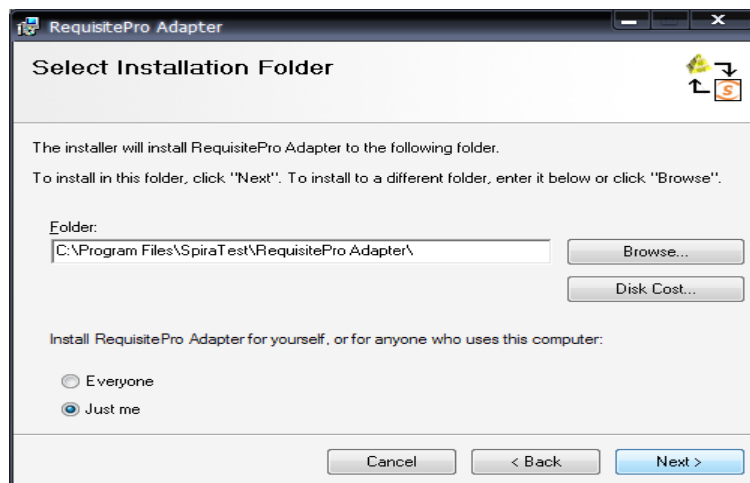 RequisitePro Adapter
Select Installation Folder
The installer will install RequisitePro Adapter to the following folder.
To install in this folder, click "Next". To install to a different folder, enter it below or click "Browse".
Folder:
C:\Program Files\SpiraTest\RequisitePro Adapter\
Browse...
Disk Cost...
Install RequisitePro Adapter for yourself, or for anyone who uses this computer:
Everyone
Just me
Cancel
< Back
Next >